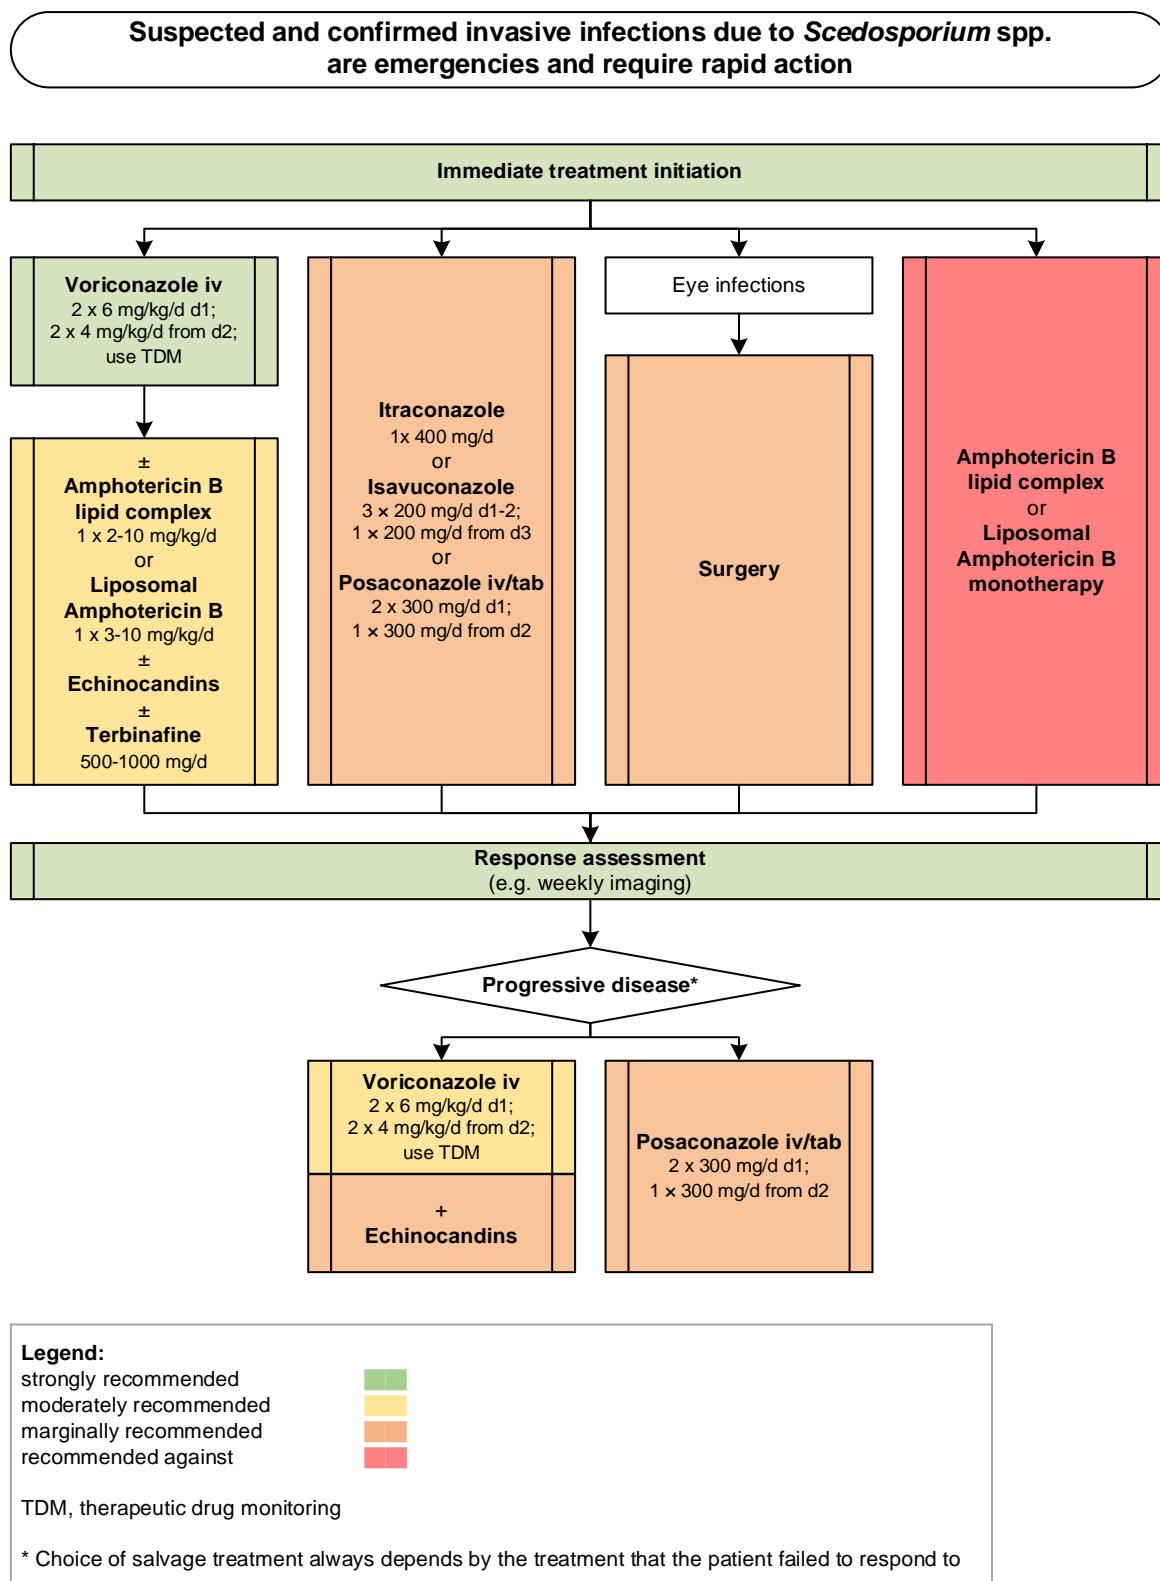 Suspected and confirmed invasive infections due to Scedosporium spp.
are emergencies and require rapid action
Immediate treatment initiation
Voriconazole iv
2 x 6 mg/kg/d d1;
2 x 4 mg/kg/d from d2;
use TDM
±
Amphotericin B
lipid complex
1 x 2-10 mg/kg/d
or
Liposomal
Amphotericin B
1 x 3-10 mg/kg/d
±
Echinocandins
±
Terbinafine
500-1000 mg/d
Itraconazole
1x 400 mg/d
or
Isavuconazole
3 × 200 mg/d d1-2;
1 × 200 mg/d from d3
or
Posaconazole iv/tab
2 x 300 mg/d d1;
1 × 300 mg/d from d2
Eye infections
Surgery
Amphotericin B
lipid complex
or
Liposomal
Amphotericin B
monotherapy
Response assessment
(e.g. weekly imaging)
Progressive disease*
Voriconazole iv
2 x 6 mg/kg/d d1;
2 x 4 mg/kg/d from d2;
use TDM
+
Echinocandins
Posaconazole iv/tab
2 x 300 mg/d d1;
1 × 300 mg/d from d2
Legend:
strongly recommended
moderately recommended
marginally recommended
recommended against
TDM, therapeutic drug monitoring
* Choice of salvage treatment always depends by the treatment that the patient failed to respond to